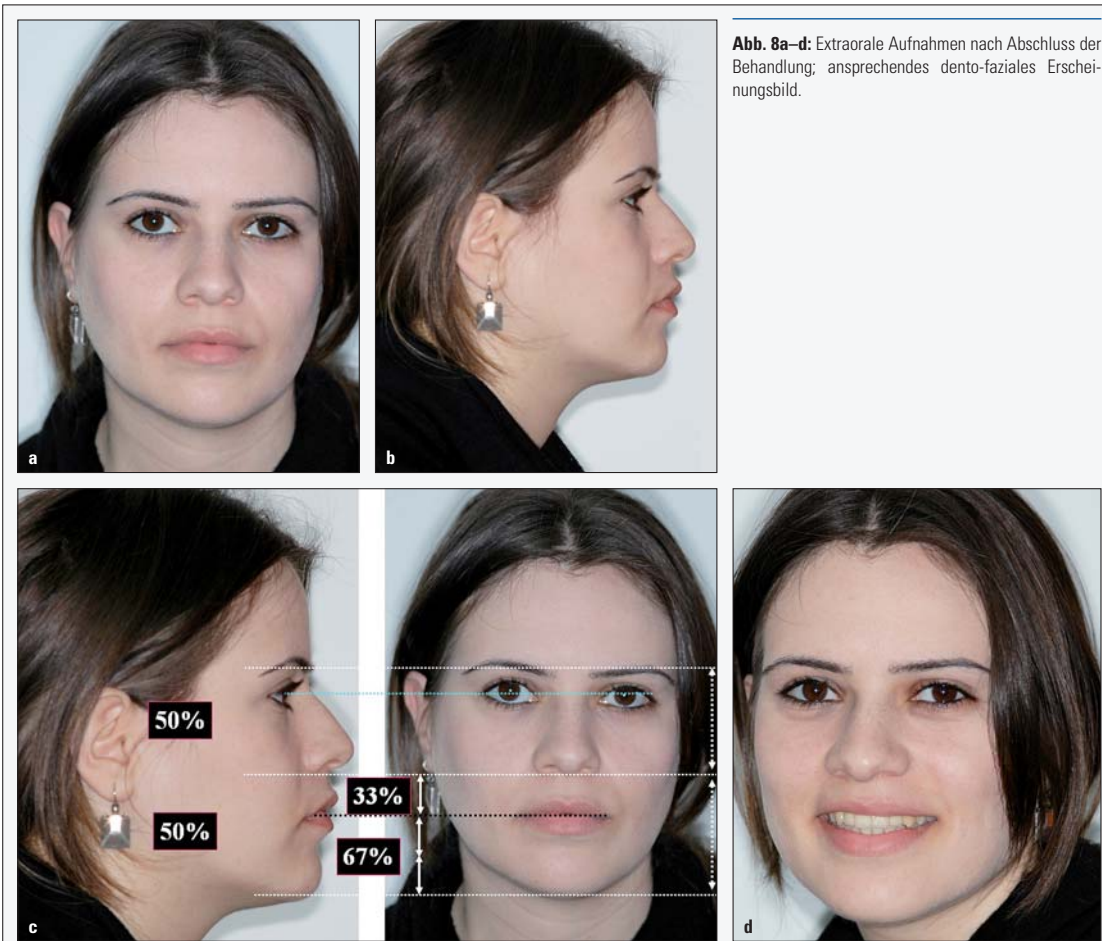 Abb. 8a–d: Extraorale Aufnahmen nach Abschluss der
Behandlung; ansprechendes dento-faziales Erschei-
nungsbild.
a
b
50%
50%
33%
67%
c
d